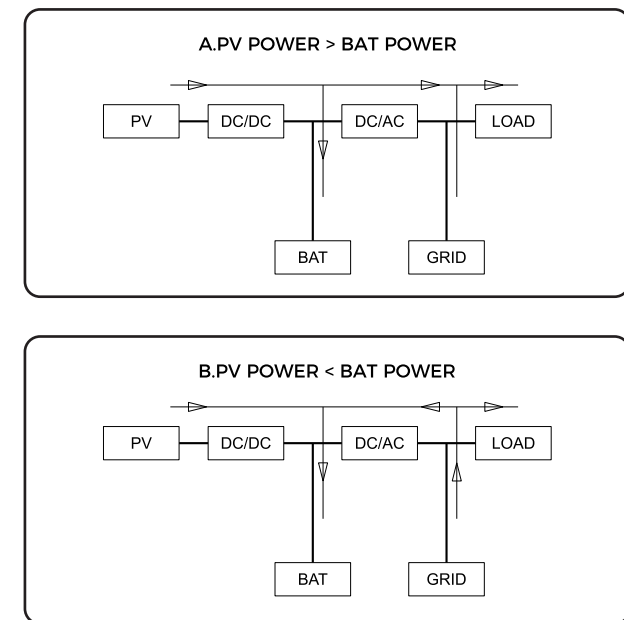 A.PV POWER > BAT POWER
PV DC/DC DC/AC LOAD
BAT GRID
B.PV POWER < BAT POWER
PV DC/DC DC/AC LOAD
BAT GRID